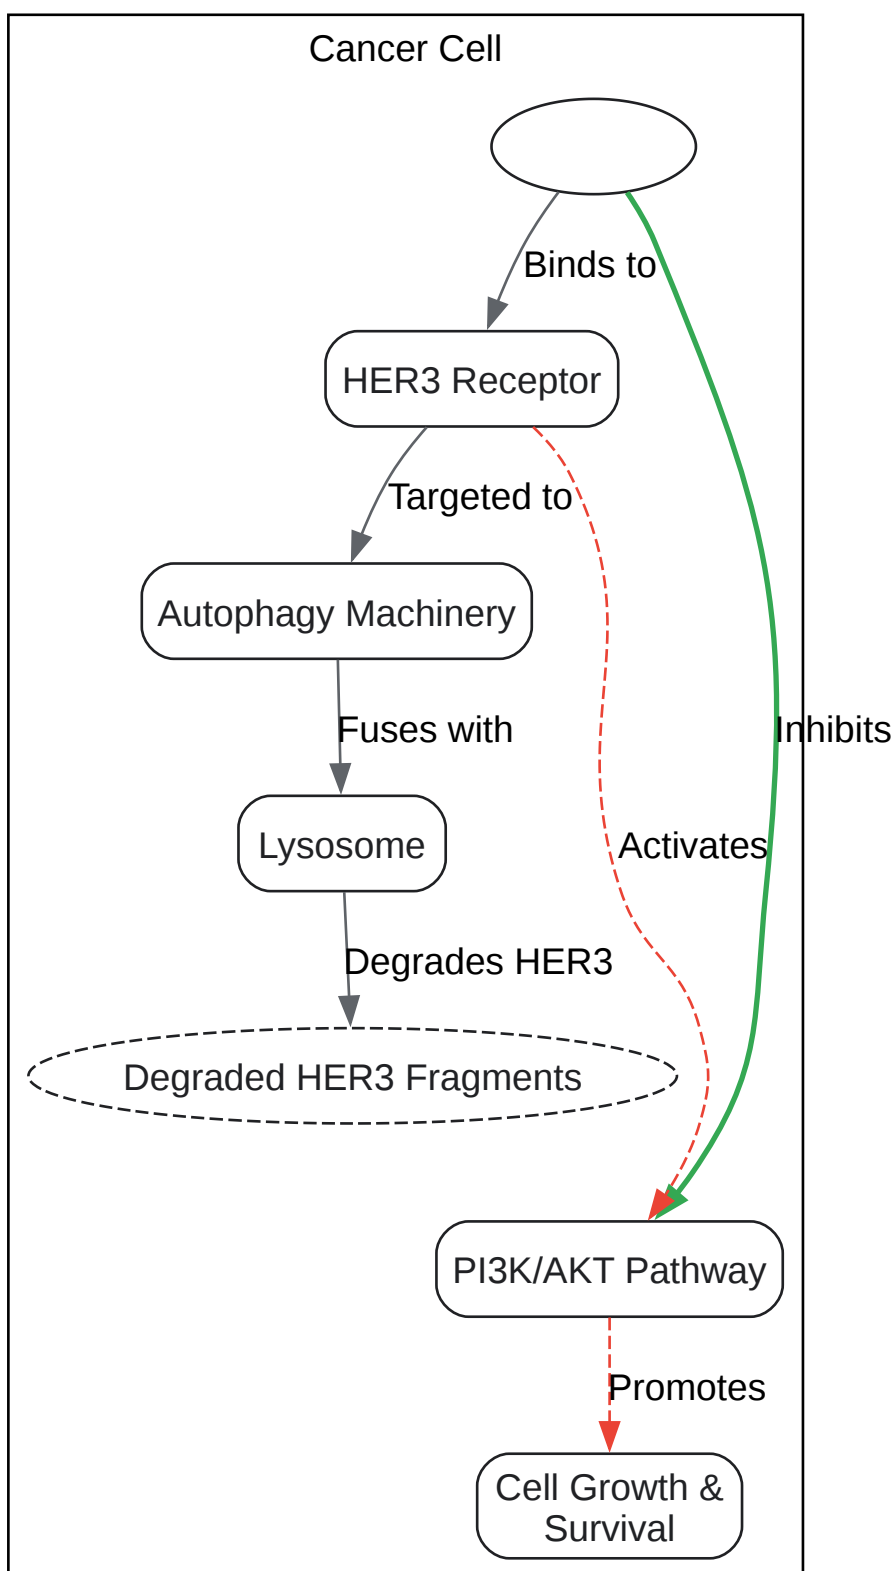 Cancer Cell
Binds to
HER3 Receptor
Targeted to
Autophagy Machinery
Fuses with
Inhibits
Lysosome
Activates
Degrades HER3
Degraded HER3 Fragments
PI3K/AKT Pathway
Promotes
Cell Growth &
Survival